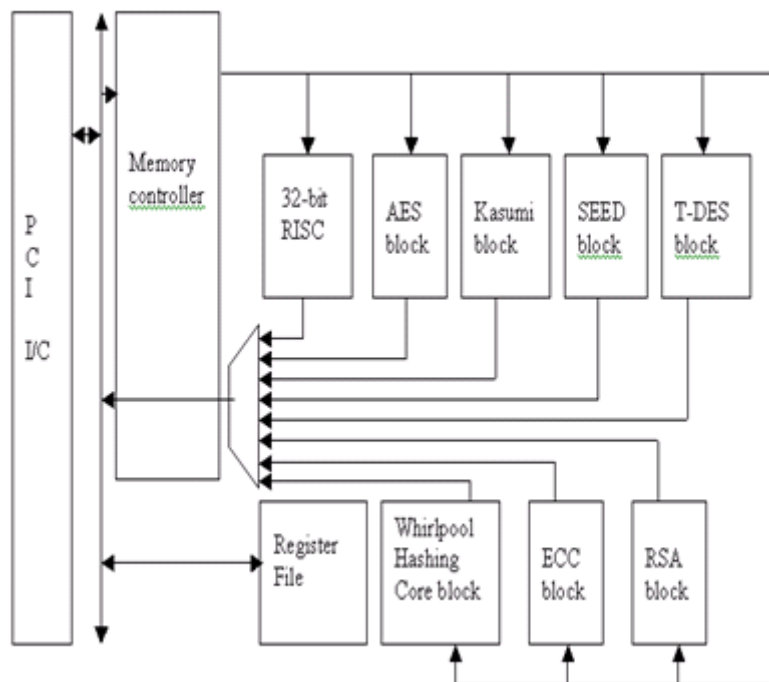 P
C
I
I/C
Memory
controller
32-bit
RISC
AES
block
Kasumi
block
SEED
block
T-DES
block
Register
File
Whirlpool
Hashing
Core block
ECC
block
RSA
block